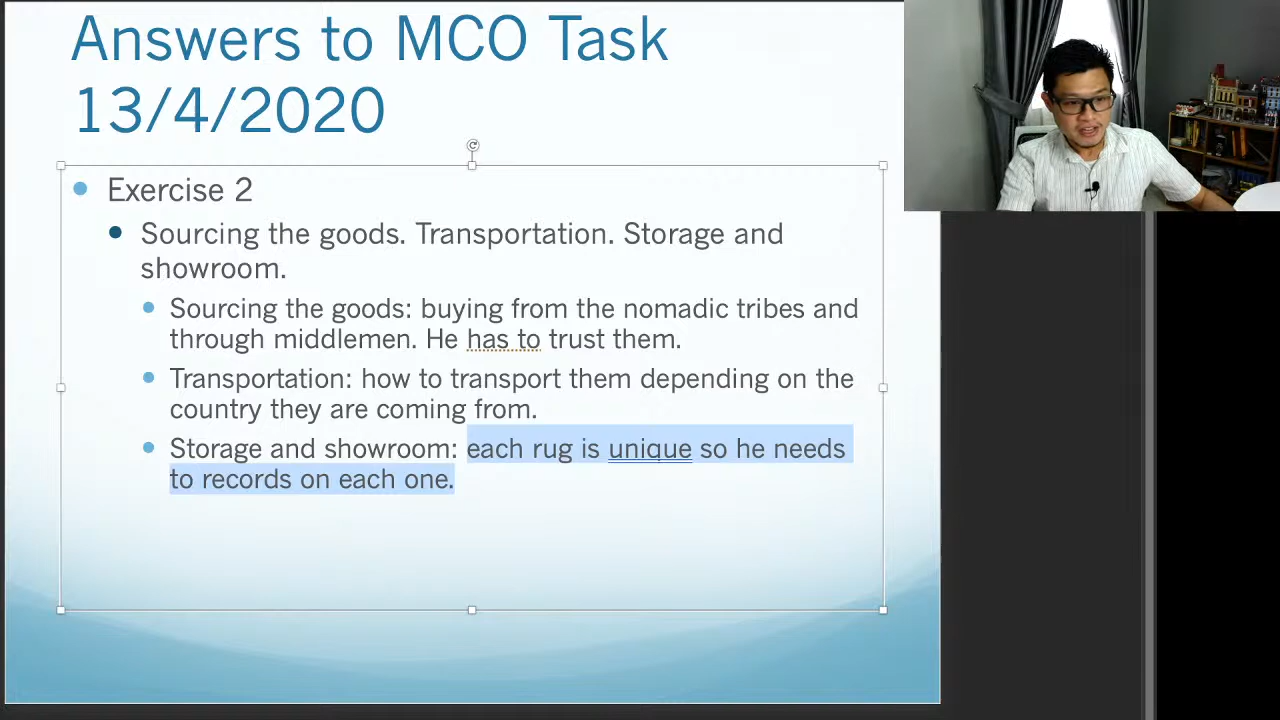 Answers to MCO Task
13/4/2020
Exercise 2
Sourcing the goods. Transportation. Storage and
showroom.
Sourcing the goods: buying from the nomadic tribes and
through middlemen. He has to trust them.
Transportation: how to transport them depending on the
country they are coming from.
Storage and showroom: each rug is unique so he needs
to records on each one.